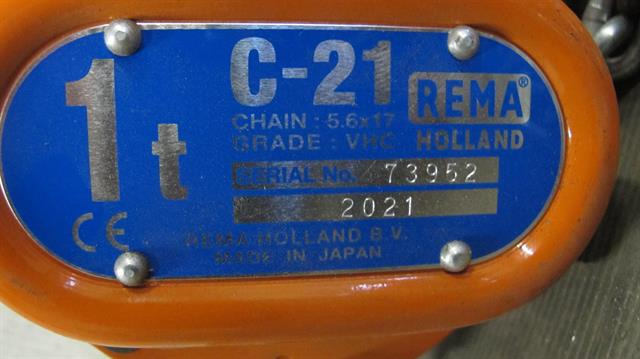 1t
C-21
REMA®
HOLLAND
CHAIN : 5.6x17
GRADE : VHC
SERIAL No. 73952
2021
CE
REMA HOLLAND B.V.
MADE IN JAPAN